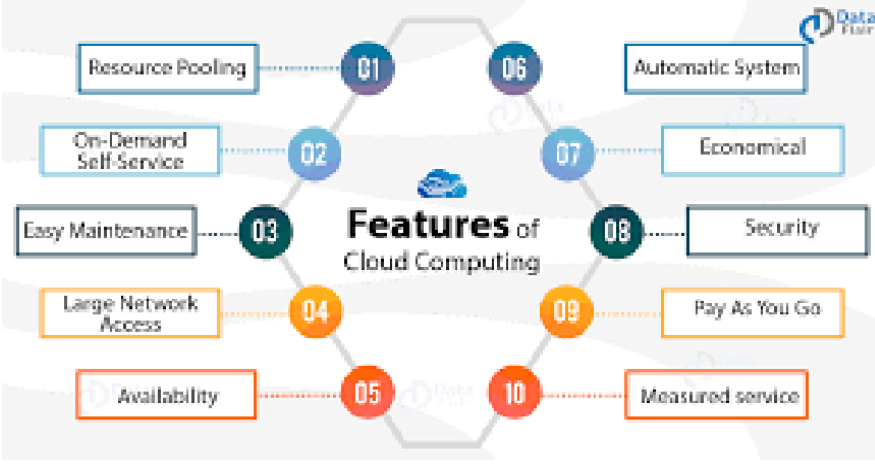 Data
Flair
Resource Pooling
01
06
Automatic System
On-Demand
Self-Service
02
07
Economical
Easy Maintenance
03
Features of
Cloud Computing
08
Security
Large Network
Access
04
09
Pay As You Go
Availability
05
10
Measured service
Data